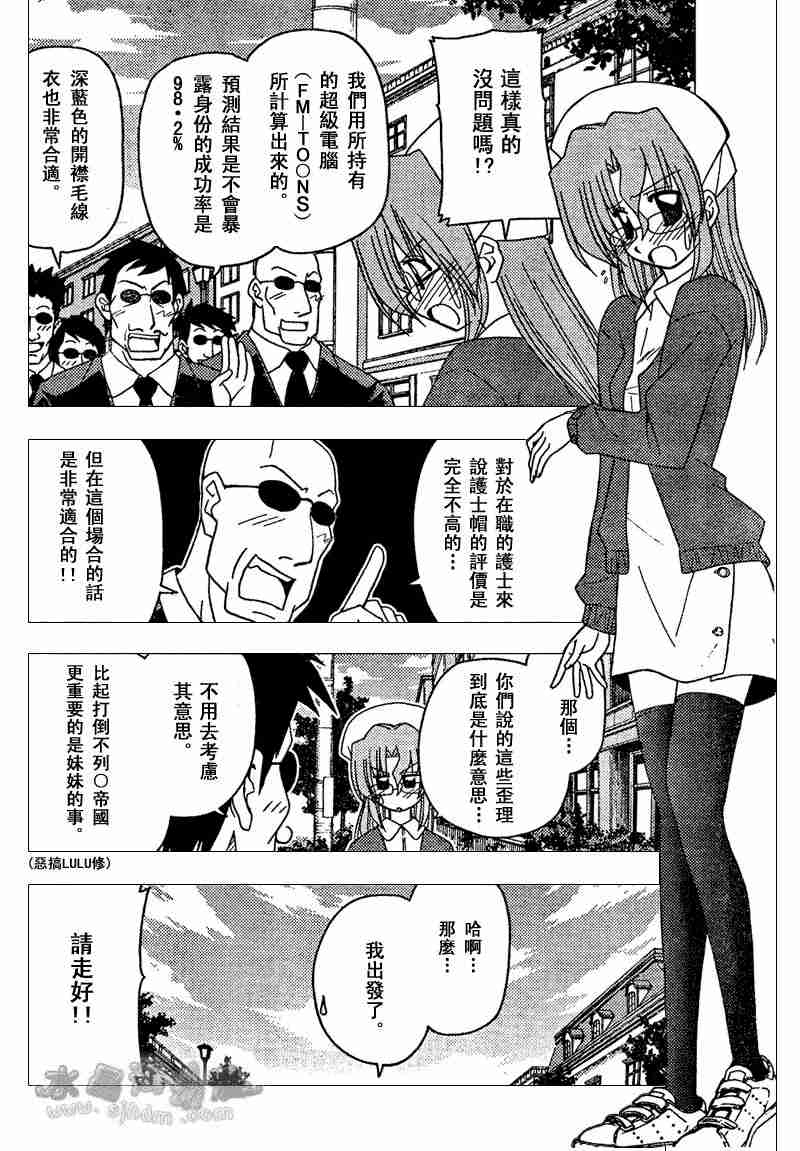 這樣真的
沒問題嗎!?
我們用所持有
的超級電腦
(FM—TO○NS)
所計算出來的。
預測結果是不會暴
露身份的成功率是
98·2%
深藍色的開襟毛線
衣也非常合適。
對於在職的護士來
說護士帽的評價是
完全不高的…
但在這個場合的話
是非常適合的!!
那個…
你們說的這些歪理
到底是什麼意思…
不用去考慮
其意思。
比起打倒不列○帝國
更重要的是妹妹的事。
(惡搞LULU修)
哈啊…
那麼…
我出發了。
請走好!!
www.sjddm.com